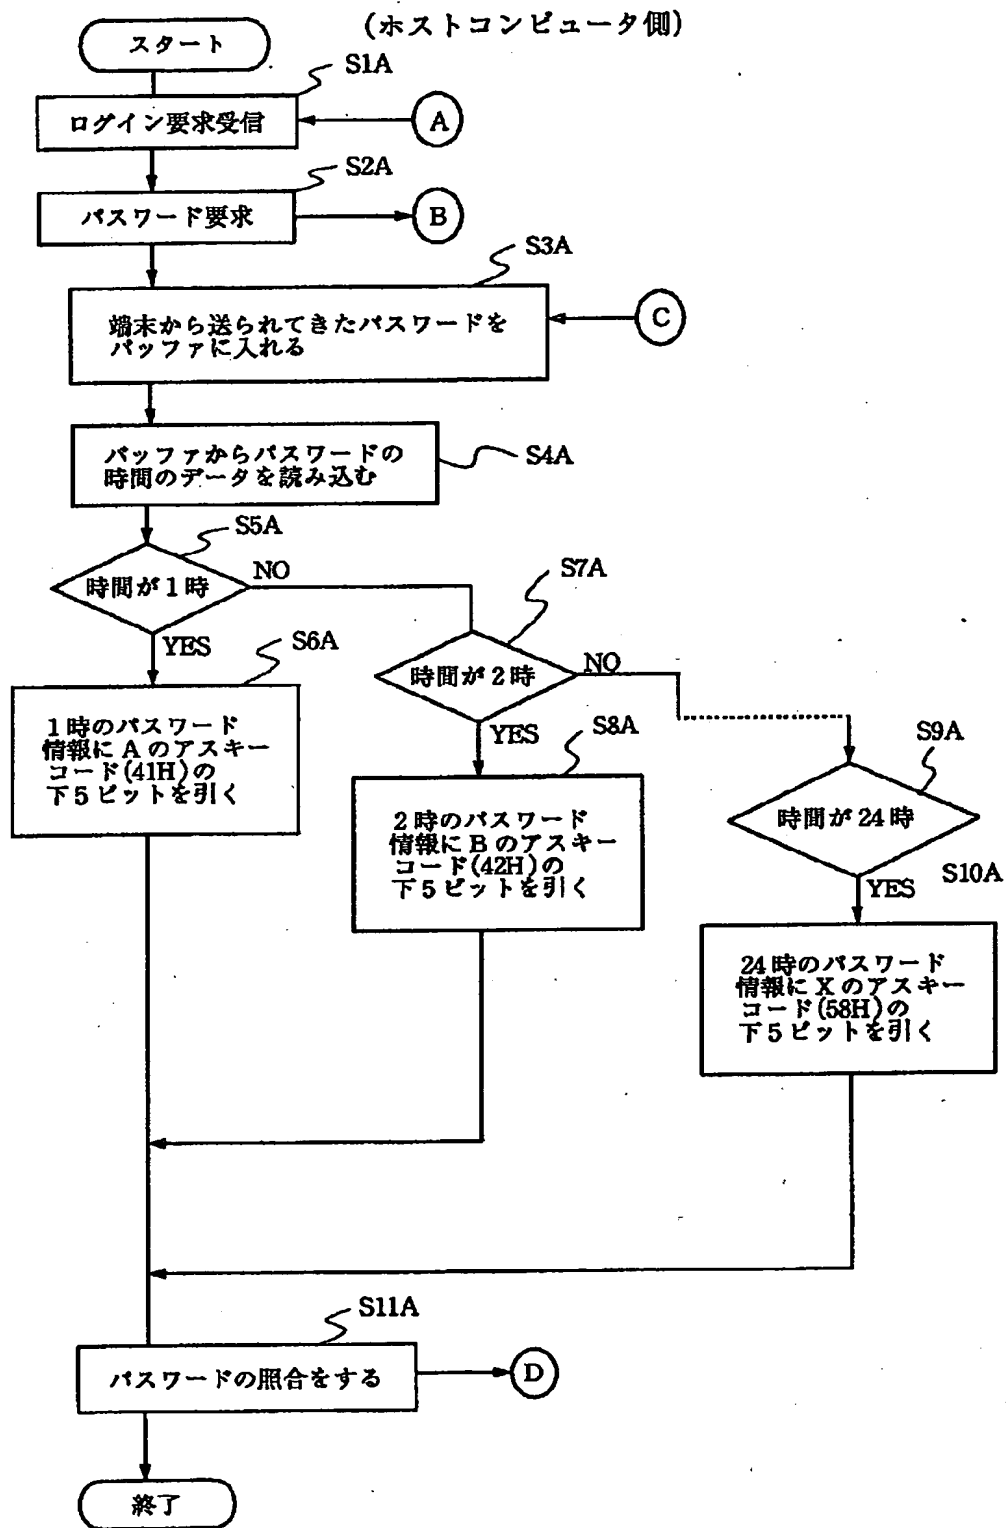 (ホストコンピュータ側)
スタート
S1A
ログイン要求受信
A
S2A
パスワード要求
B
S3A
端末から送られてきたパスワードを
バッファに入れる
C
バッファからパスワードの
時間のデータを読み込む
S4A
S5A
時間が1時
NO
YES
S7A
時間が2時
NO
YES
S6A
1時のパスワード
情報にAのアスキー
コード(41H)の
下5ビットを引く
S8A
2時のパスワード
情報にBのアスキー
コード(42H)の
下5ビットを引く
S9A
時間が24時
YES
S10A
24時のパスワード
情報にXのアスキー
コード(58H)の
下5ビットを引く
S11A
パスワードの照合をする
D
終了